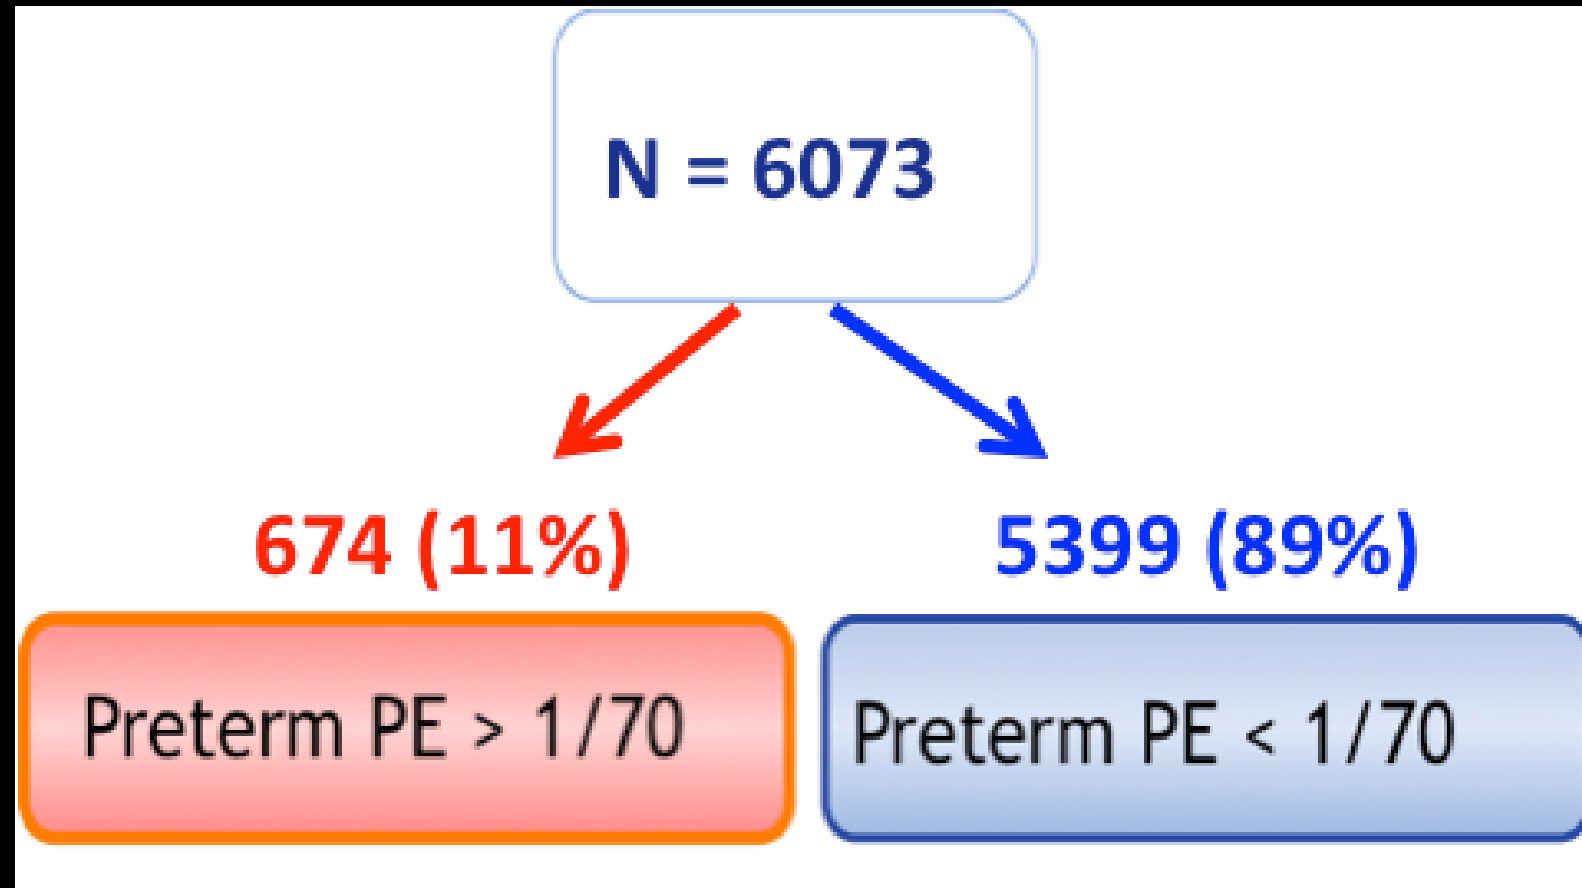 N = 6073
674 (11%)
5399 (89%)
Preterm PE > 1/70
Preterm PE < 1/70